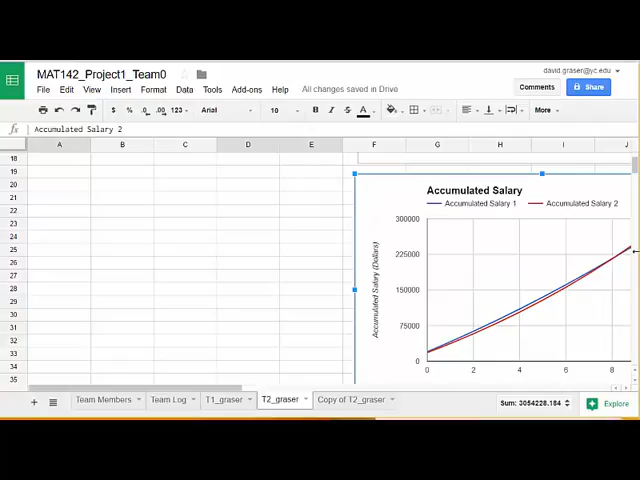 MAT142_Project1_Team0
david.graser@yc.edu
File Edit View Insert Format Data Tools Add-ons Help All changes saved in Drive
Comments Share
$ % .0 .00 123 Arial 10 B I S A More
fx Accumulated Salary 2
A B C D E F G H I J
18
19
20
21
22
23
24
25
26
27
28
29
30
31
32
33
34
35
Accumulated Salary
Accumulated Salary 1 Accumulated Salary 2
Accumulated Salary (Dollars)
300000
225000
150000
75000
0
0 2 4 6 8
Team Members Team Log T1_graser T2_graser Copy of T2_graser Sum: 3054228.184 Explore